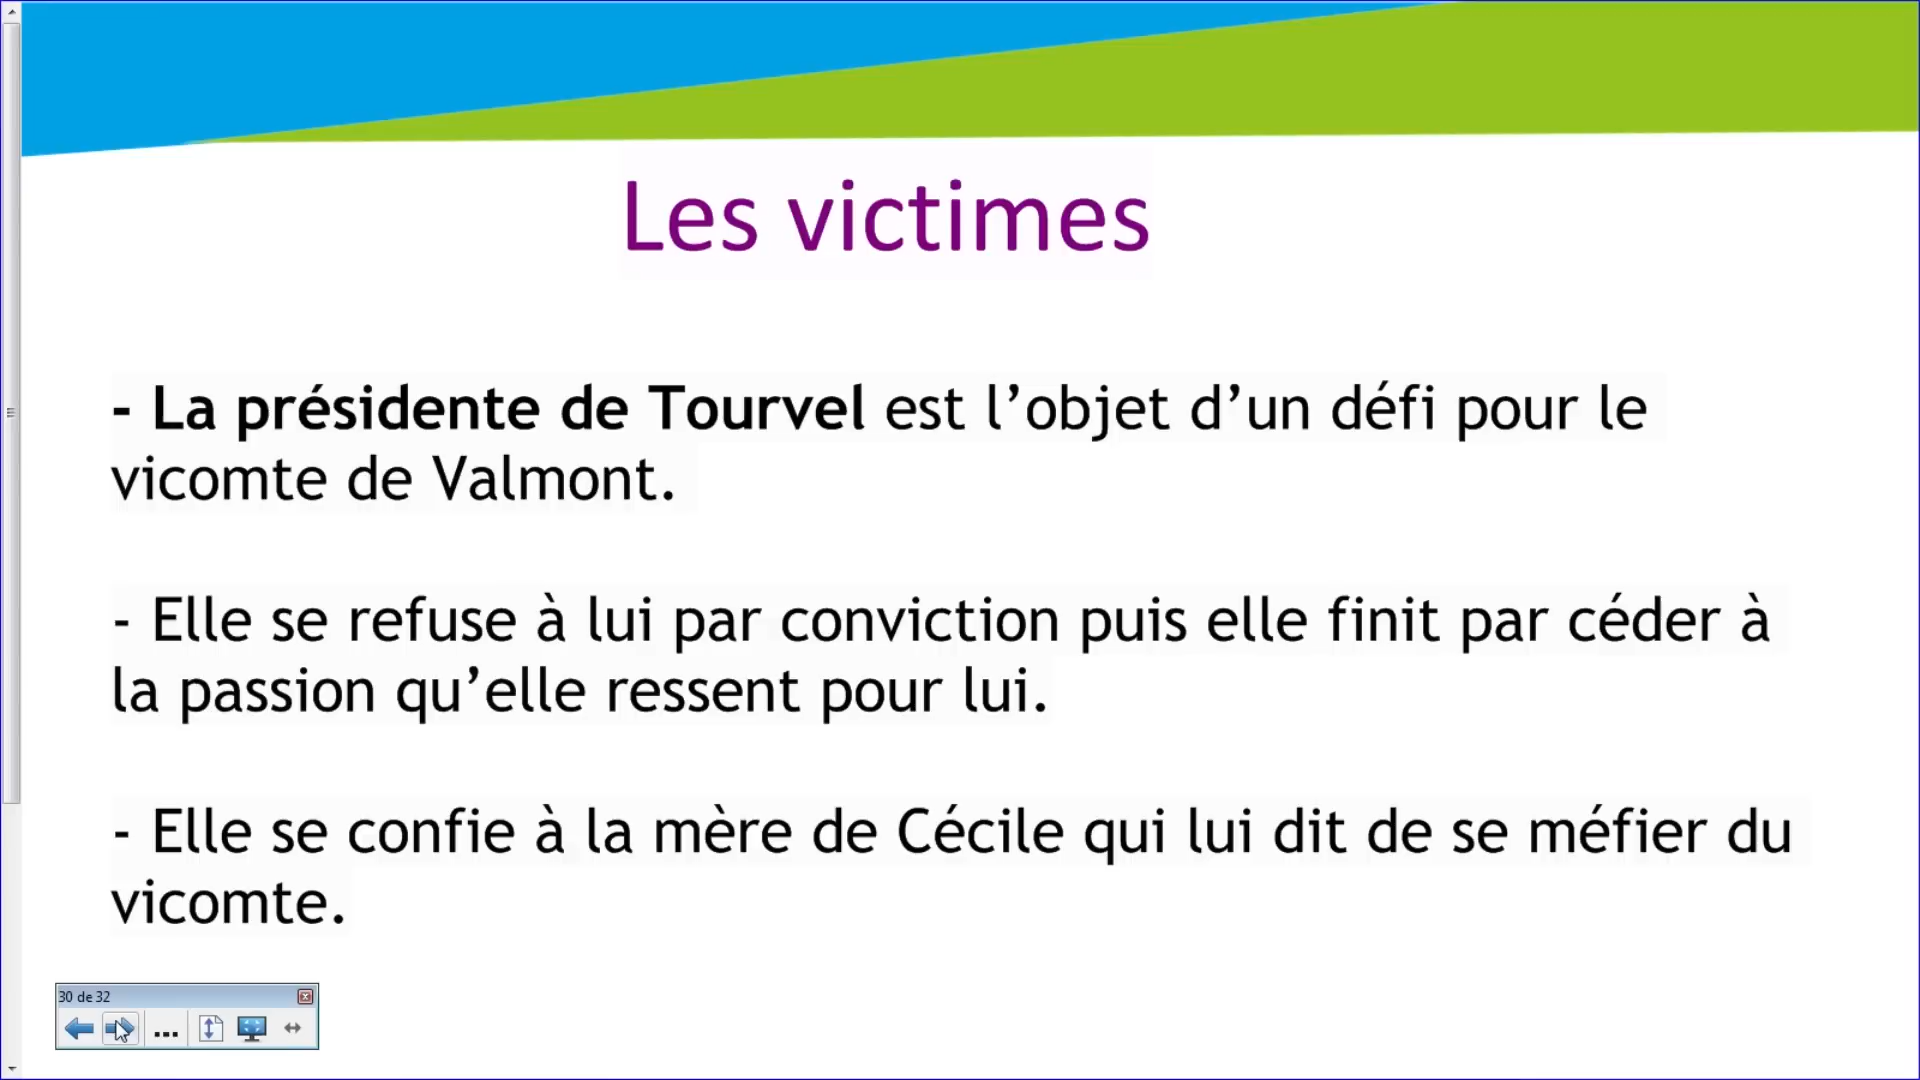 Les victimes
- La présidente de Tourvel est l’objet d’un défi pour le
vicomte de Valmont.
- Elle se refuse à lui par conviction puis elle finit par céder à
la passion qu’elle ressent pour lui.
- Elle se confie à la mère de Cécile qui lui dit de se méfier du
vicomte.
30 de 32
...